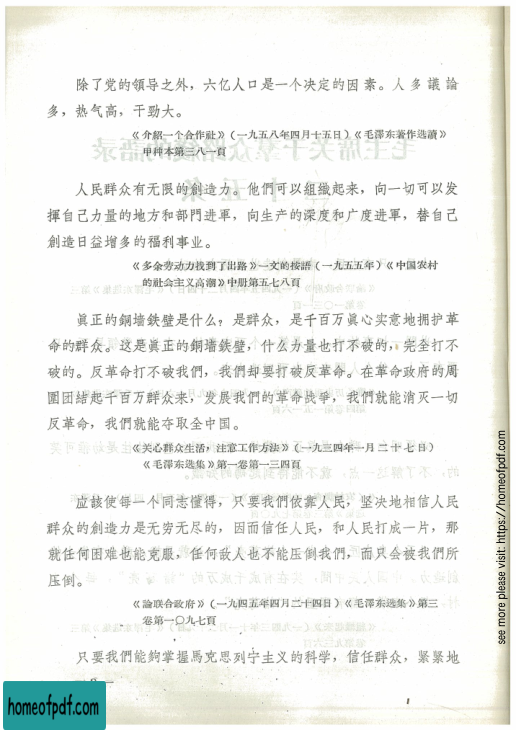 除了党的領导之外，六亿人口是一个决定的因素。人多議論
多，热气高，干劲大。
《介紹一个合作社》（一九五八年四月十五日）《毛澤东著作选讀》
甲种本第三八一頁
人民群众有无限的創造力。他們可以組織起来，向一切可以发
揮自己力量的地方和部門进軍，向生产的深度和广度进軍，替自己
創造日益增多的福利事业。
《多余劳动力找到了出路》一文的按語（一九五五年）《中国农村
的社会主义高潮》中册第五七八頁
眞正的銅墙鉄壁是什么？是群众，是千百万眞心实意地拥护革
命的群众。这是眞正的銅墙鉄壁，什么力量也打不破的，完全打不
破的。反革命打不破我們，我們却要打破反革命。在革命政府的周
圍团結起千百万群众来，发展我們的革命战爭，我們就能消灭一切
反革命，我們就能夺取全中国。
《关心群众生活，注意工作方法》（一九三四年一月二十七日）
《毛澤东选集》第一卷第一三四頁
应該使每一个同志懂得，只要我們依靠人民，坚决地相信人民
群众的創造力是无穷无尽的，因而信任人民，和人民打成一片，那
就任何困难也能克服，任何敌人也不能压倒我們，而只会被我們所
压倒。
《論联合政府》（一九四五年四月二十四日）《毛澤东选集》第三
卷第一〇九七頁
只要我們能夠掌握馬克思列宁主义的科学，信任群众，紧紧地
1
homeofpdf.com
see more please visit: https://homeofpdf.com